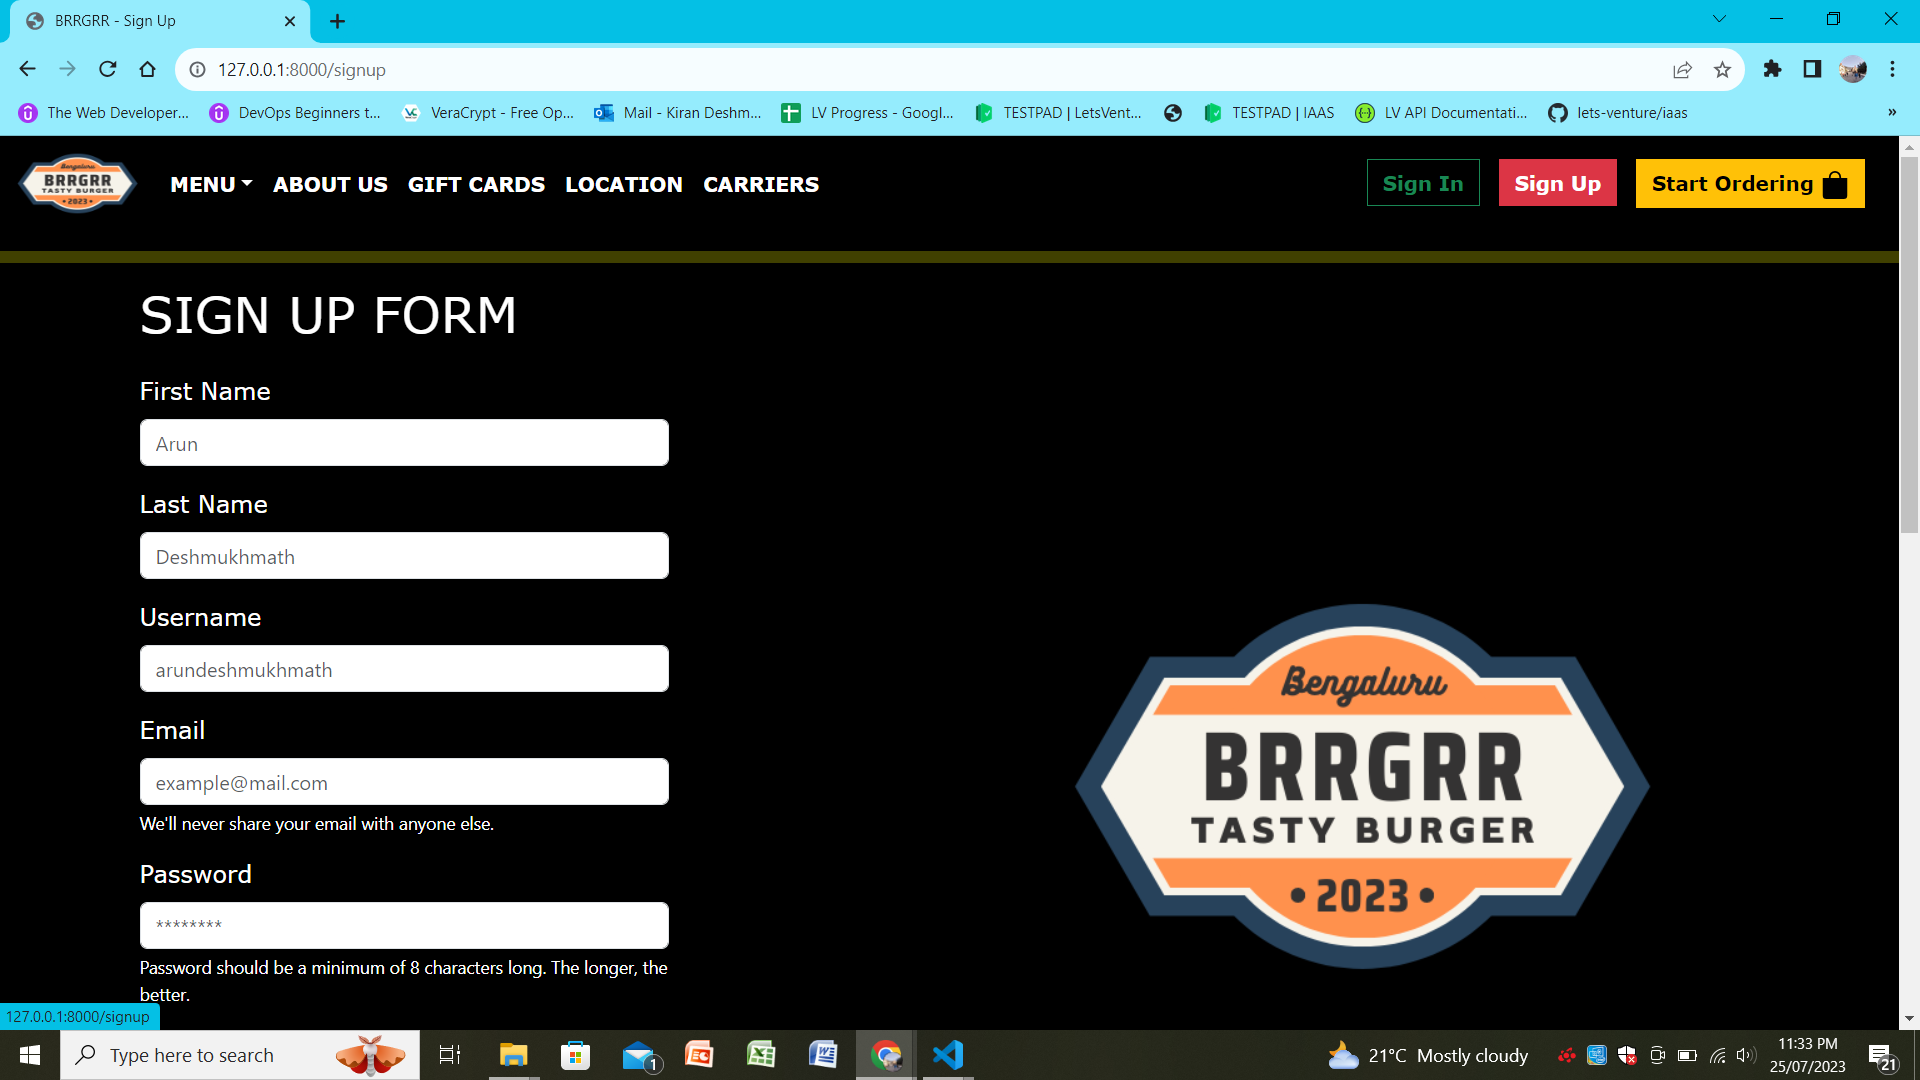 BRRGRR - Sign Up
127.0.0.1:8000/signup
The Web Developer... DevOps Beginners t... VeraCrypt - Free Op... Mail - Kiran Deshm... LV Progress - Googl... TESTPAD | LetsVent... TESTPAD | IAAS LV API Documentati... lets-venture/iaas »
Bengaluru
BRRGRR
TASTY BURGER
• 2023 •
MENU ABOUT US GIFT CARDS LOCATION CARRIERS Sign In Sign Up Start Ordering
SIGN UP FORM
First Name
Arun
Last Name
Deshmukhmath
Username
arundeshmukhmath
Email
example@mail.com
We'll never share your email with anyone else.
Password
********
Password should be a minimum of 8 characters long. The longer, the
better.
Bengaluru
BRRGRR
TASTY BURGER
• 2023 •
127.0.0.1:8000/signup
Type here to search
1
21°C Mostly cloudy
11:33 PM
25/07/2023
21